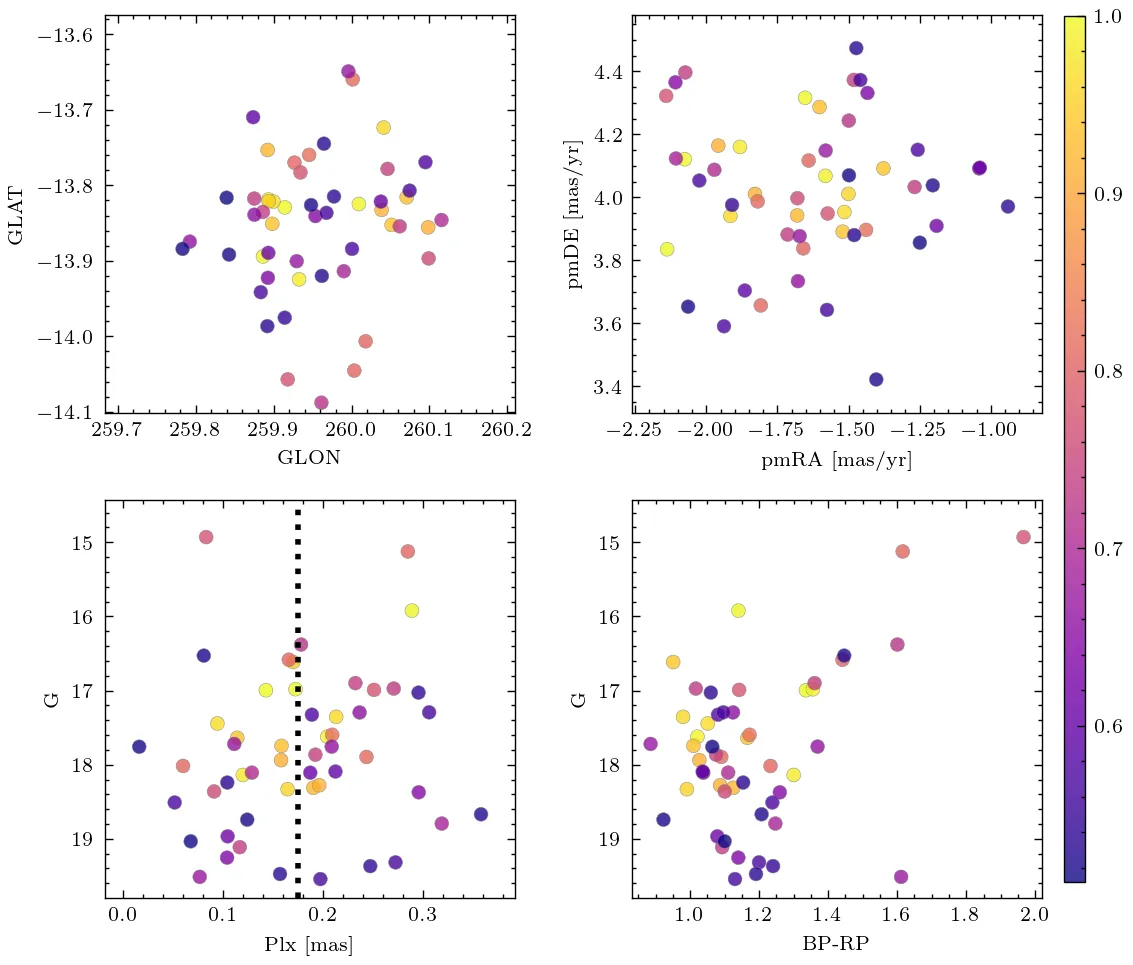 −13.6
−13.7
−13.8
−13.9
−14.0
−14.1
GLAT
259.7 259.8 259.9 260.0 260.1 260.2
GLON
4.4
4.2
4.0
3.8
3.6
3.4
pmDE [mas/yr]
−2.25 −2.00 −1.75 −1.50 −1.25 −1.00
pmRA [mas/yr]
1.0
0.9
0.8
0.7
0.6
15
16
17
18
19
G
0.0 0.1 0.2 0.3
Plx [mas]
15
16
17
18
19
G
1.0 1.2 1.4 1.6 1.8 2.0
BP-RP